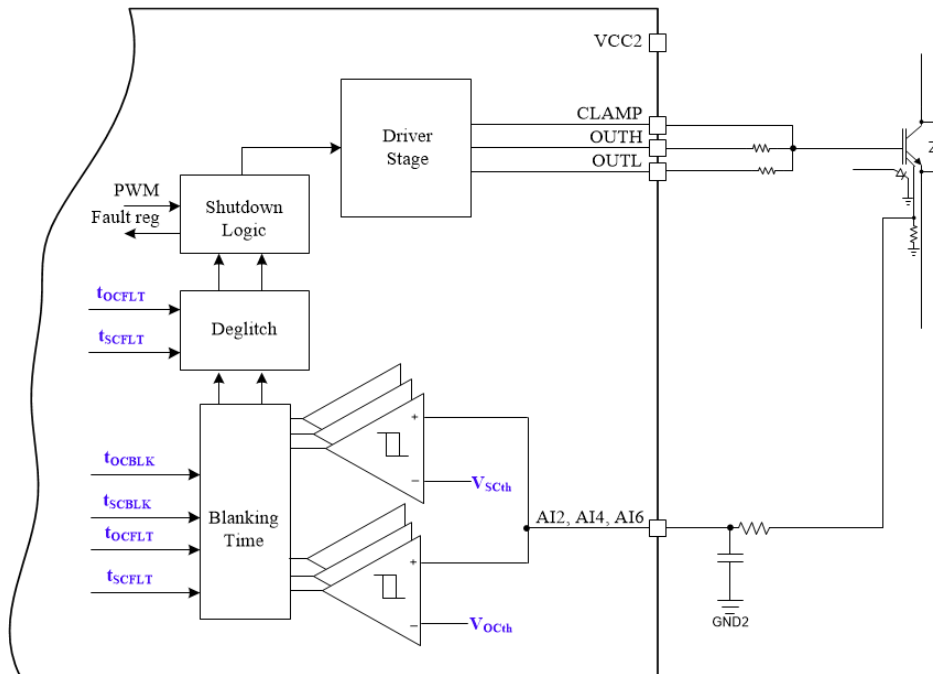 VCC2
CLAMP
OUTH
OUTL
Driver
Stage
PWM
Fault reg
Shutdown
Logic
tOCFLT
tSCFLT
Deglitch
+
−
VSCth
tOCBLK
tSCBLK
tOCFLT
tSCFLT
Blanking
Time
AI2, AI4, AI6
+
−
VOCth
GND2